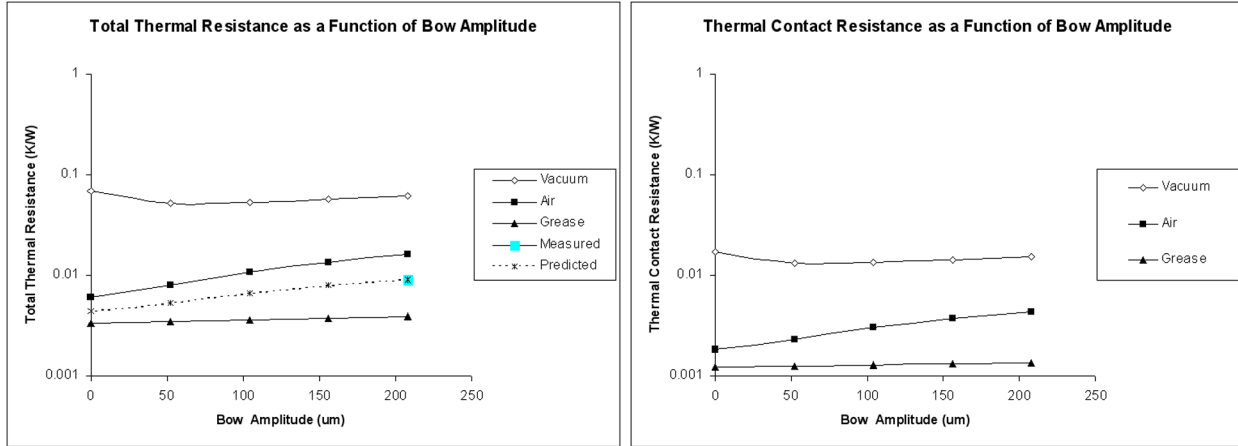 Total Thermal Resistance as a Function of Bow Amplitude
Total Thermal Resistance (K/W)
1
0.1
0.01
0.001
0
50
100
150
200
250
Bow Amplitude (um)
Vacuum
Air
Grease
Measured
Predicted
Thermal Contact Resistance as a Function of Bow Amplitude
Thermal Contact Resistance (K/W)
1
0.1
0.01
0.001
0
50
100
150
200
250
Bow Amplitude (um)
Vacuum
Air
Grease